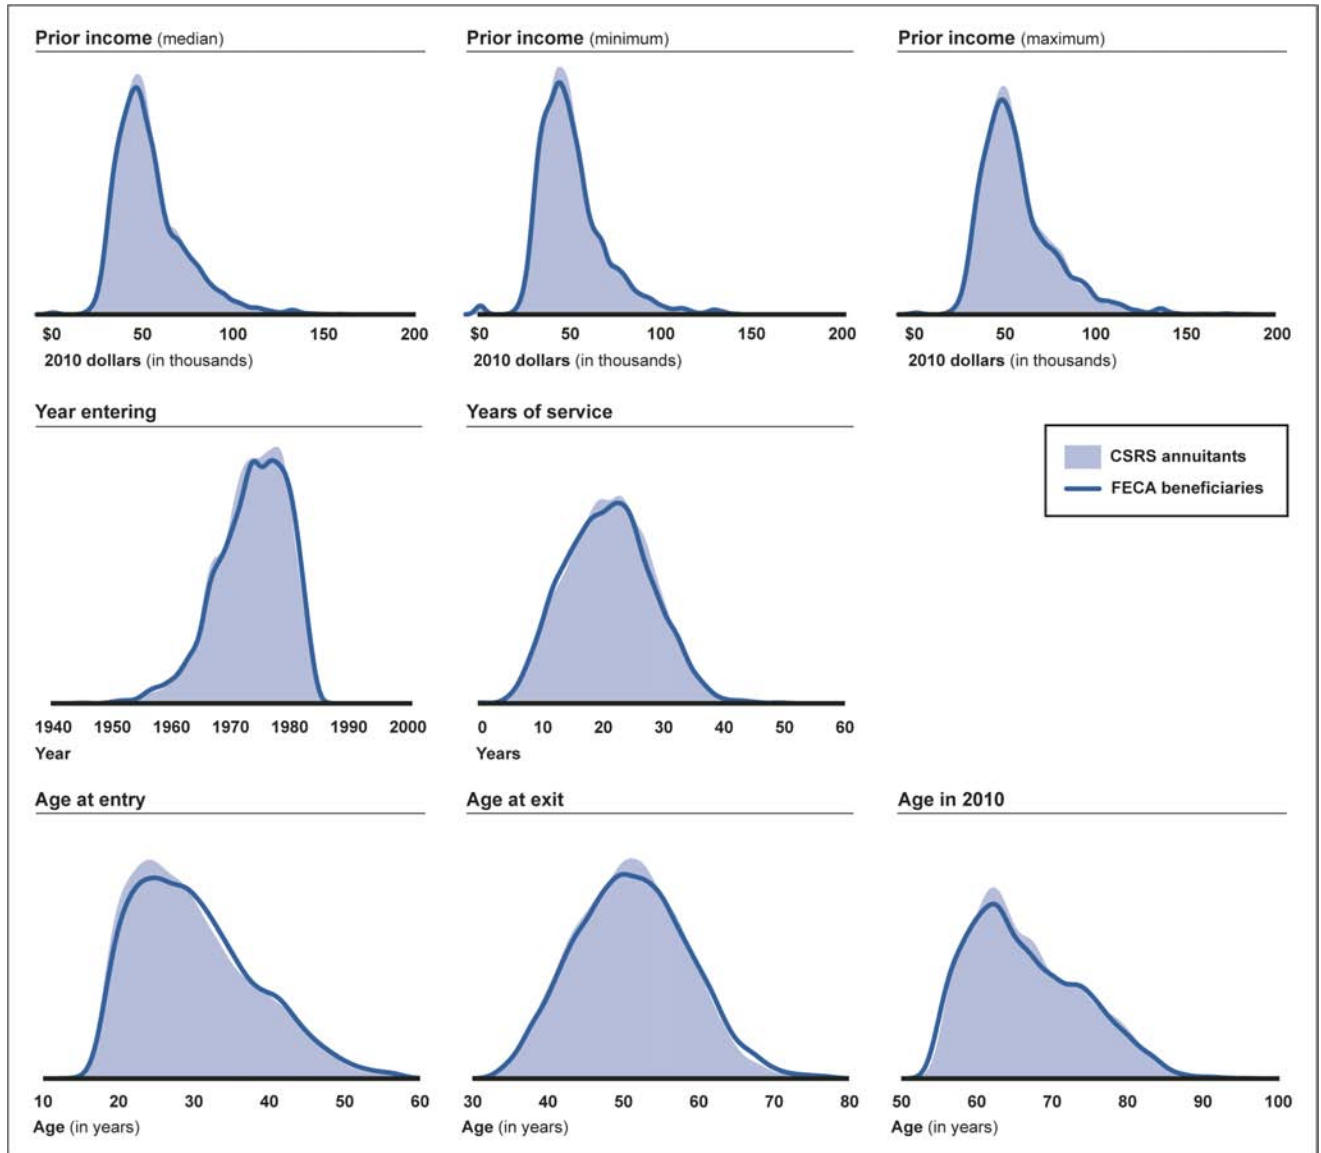 Prior income (median)
Prior income (minimum)
Prior income (maximum)
$0 50 100 150 200
2010 dollars (in thousands)
$0 50 100 150 200
2010 dollars (in thousands)
$0 50 100 150 200
2010 dollars (in thousands)
Year entering
Years of service
CSRS annuitants
FECA beneficiaries
1940 1950 1960 1970 1980 1990 2000
Year
0 10 20 30 40 50 60
Years
Age at entry
Age at exit
Age in 2010
10 20 30 40 50 60
Age (in years)
30 40 50 60 70 80
Age (in years)
50 60 70 80 90 100
Age (in years)